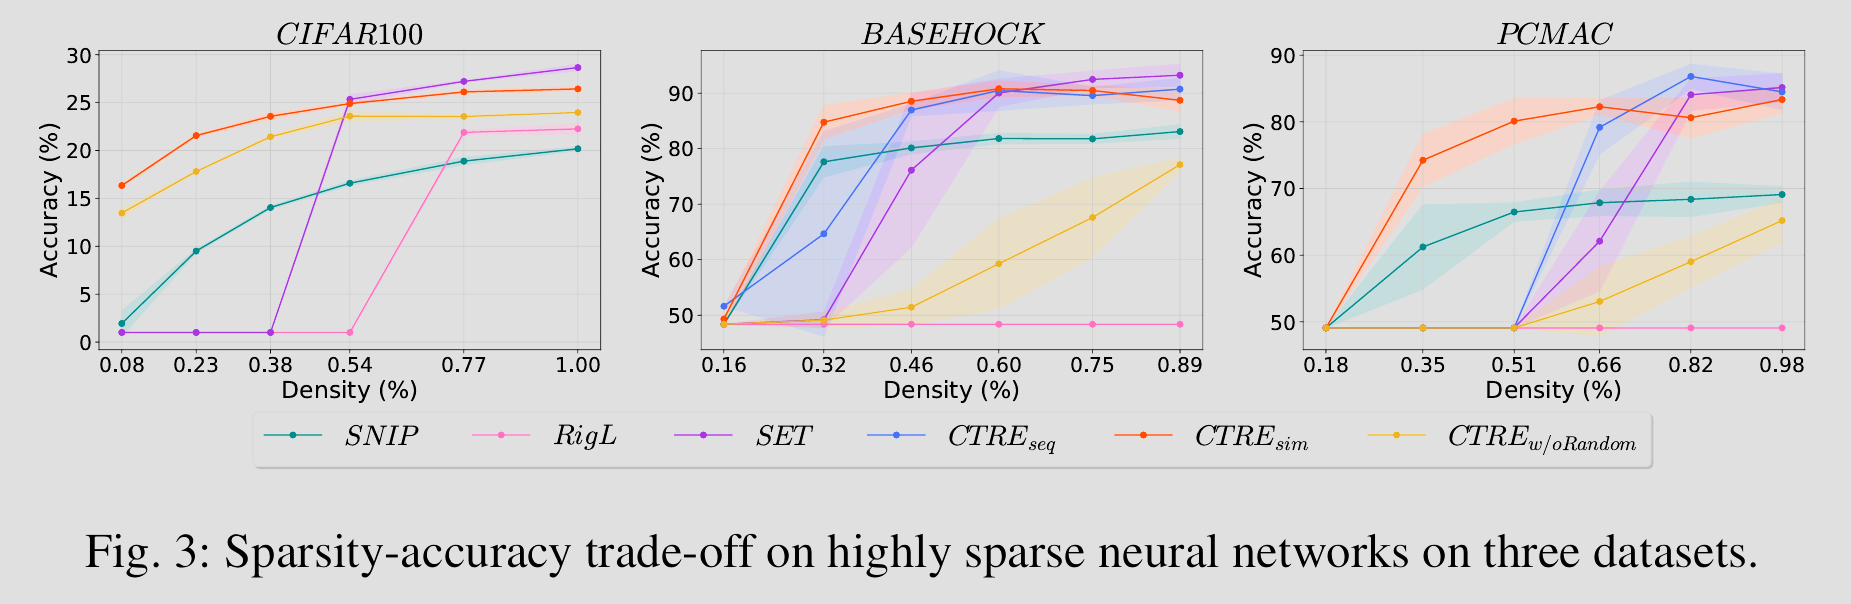 CIFAR100
BASEHOCK
PCMAC
30
25
20
15
10
5
0
Accuracy (%)
0.08 0.23 0.38 0.54 0.77 1.00
Density (%)
90
80
70
60
50
Accuracy (%)
0.16 0.32 0.46 0.60 0.75 0.89
Density (%)
90
80
70
60
50
Accuracy (%)
0.18 0.35 0.51 0.66 0.82 0.98
Density (%)
SNIP RigL SET CTRE_seq CTRE_sim CTRE_w/oRandom
Fig. 3: Sparsity-accuracy trade-off on highly sparse neural networks on three datasets.